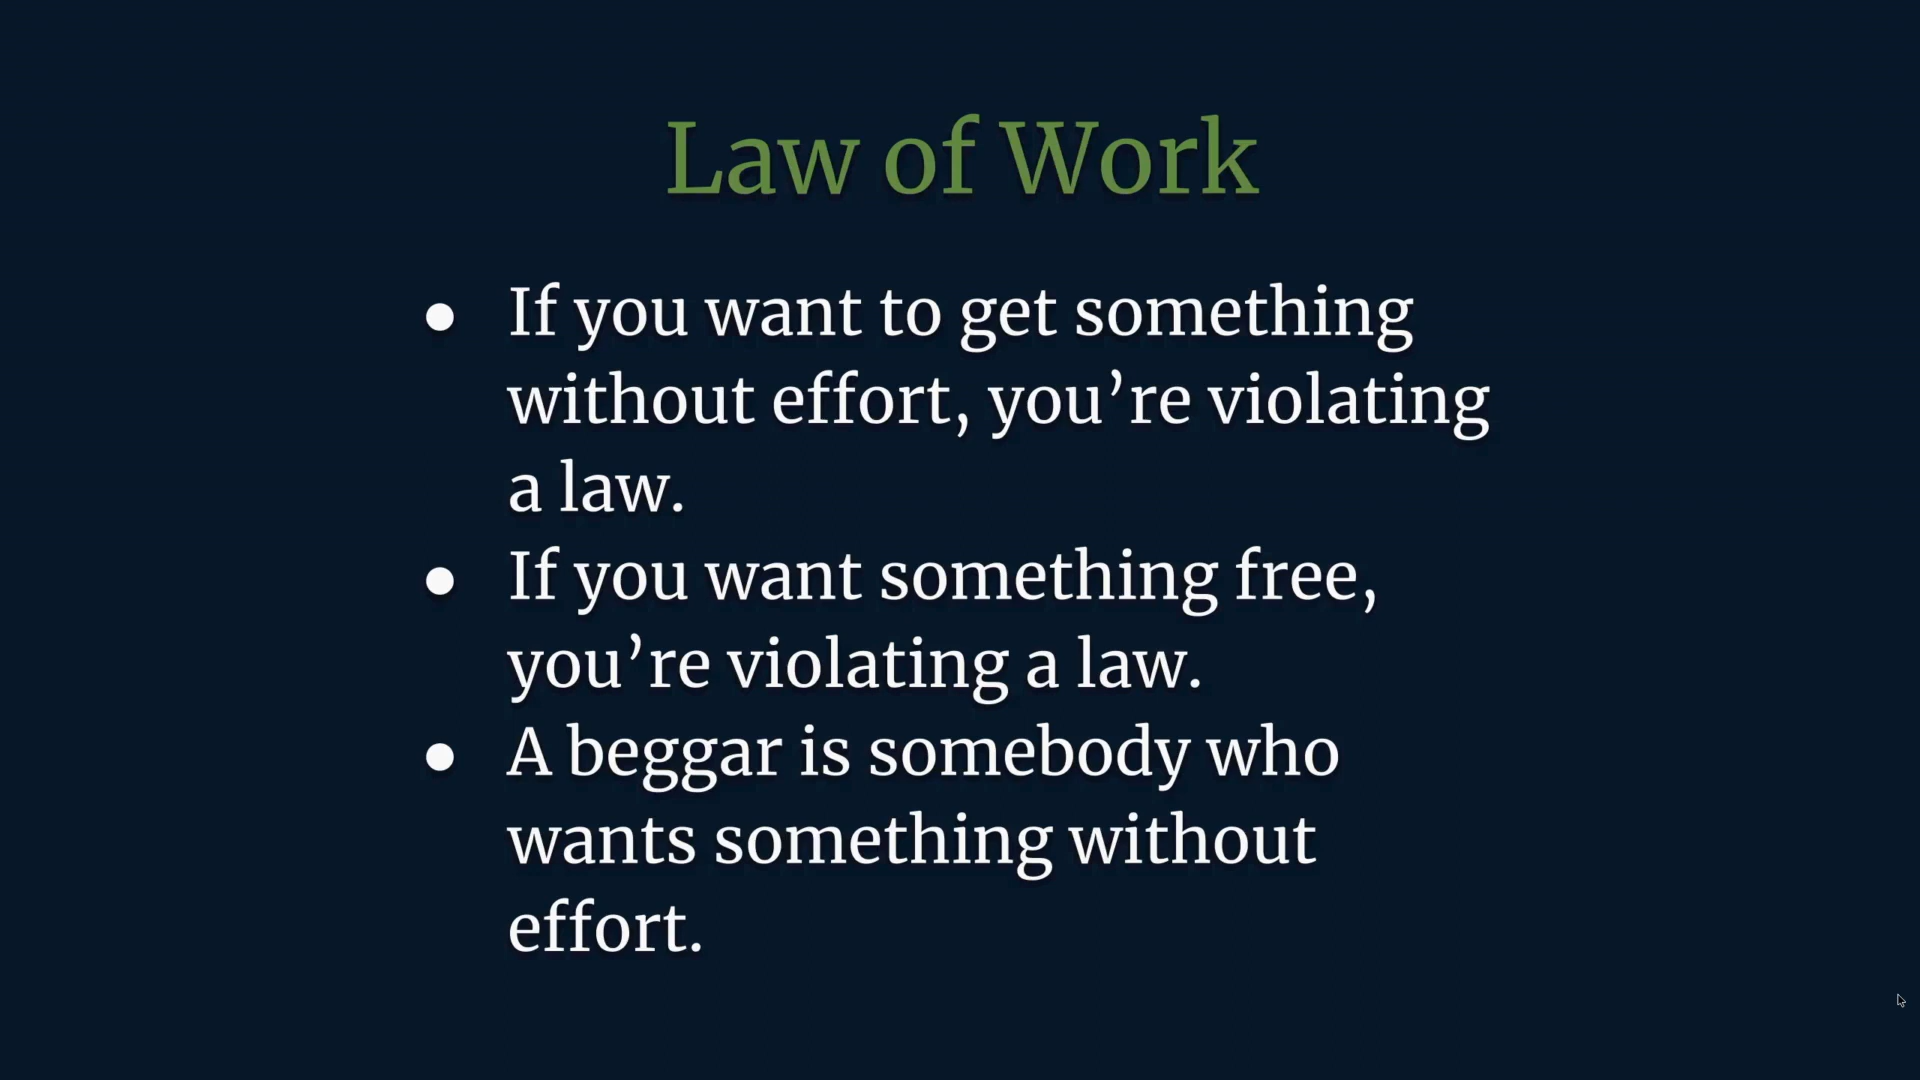 Law of Work
● If you want to get something
without effort, you’re violating
a law.
● If you want something free,
you’re violating a law.
● A beggar is somebody who
wants something without
effort.